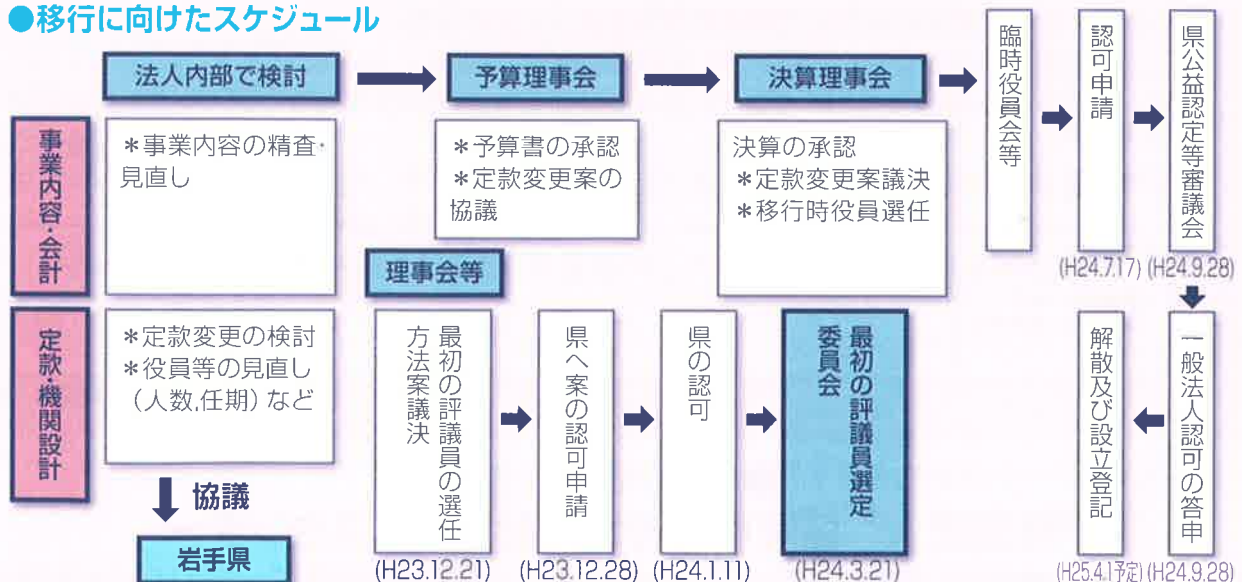 ●移行に向けたスケジュール
法人内部で検討
予算理事会
決算理事会
臨時役員会等
認可申請
(H24.7.17)
県公益認定等審議会
(H24.9.28)
事業内容・会計
＊事業内容の精査・
見直し
＊予算書の承認
＊定款変更案の
協議
決算の承認
＊定款変更案議決
＊移行時役員選任
定款・機関設計
＊定款変更の検討
＊役員等の見直し
（人数,任期）など
協議
岩手県
理事会等
最初の評議員の選任
方法案議決
(H23.12.21)
県へ案の認可申請
(H23.12.28)
県の認可
(H24.1.11)
最初の評議員選定
委員会
(H24.3.21)
一般法人認可の答申
(H24.9.28)
解散及び設立登記
(H25.4.1予定)